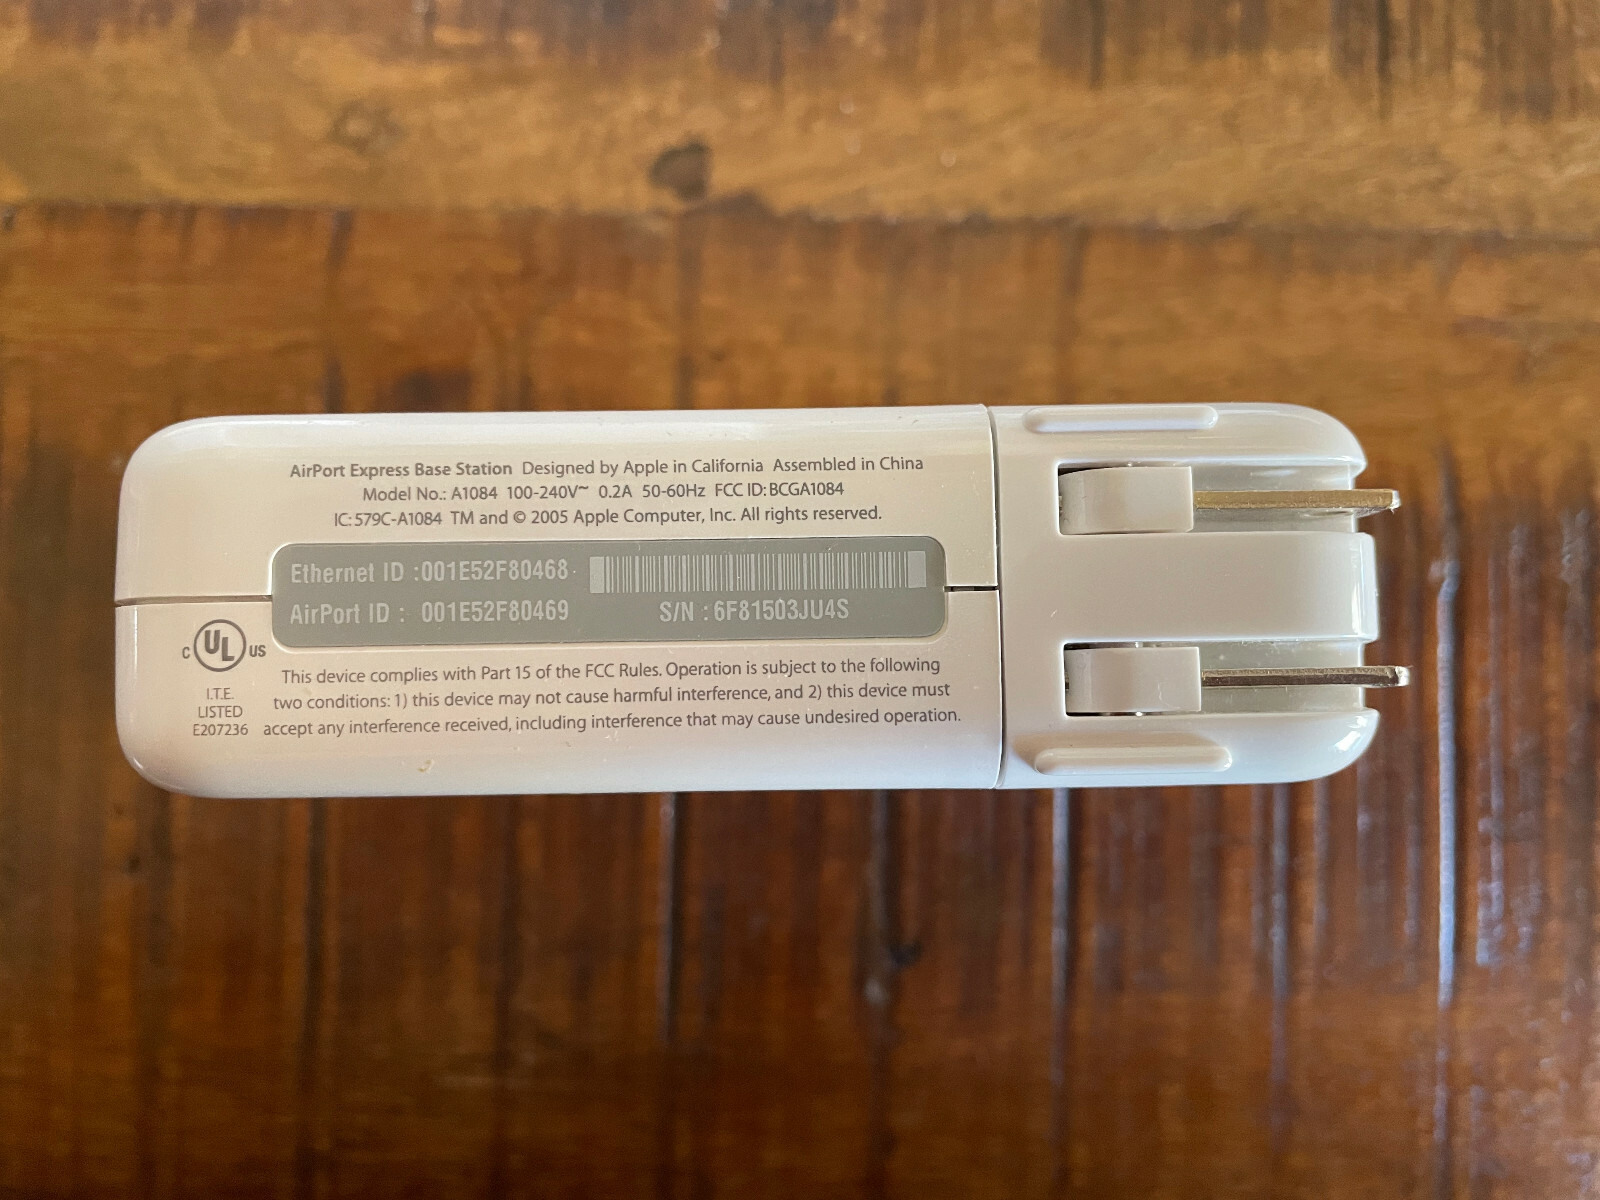 AirPort Express Base Station Designed by Apple in California Assembled in China
Model No.: A1084 100-240V~ 0.2A 50-60Hz FCC ID: BCGA1084
IC: 579C-A1084 TM and © 2005 Apple Computer, Inc. All rights reserved.
Ethernet ID :001E52F80468
AirPort ID : 001E52F80469 S/N : 6F81503JU4S
C UL US
I.T.E.
LISTED
E207236
This device complies with Part 15 of the FCC Rules. Operation is subject to the following
two conditions: 1) this device may not cause harmful interference, and 2) this device must
accept any interference received, including interference that may cause undesired operation.